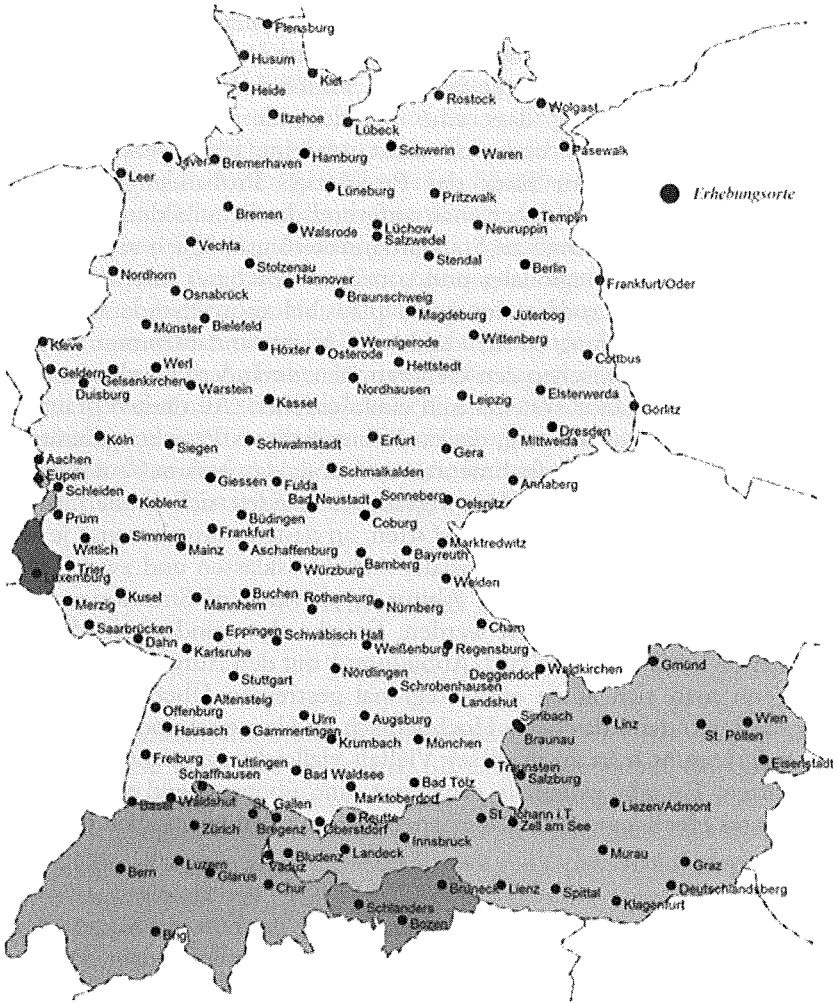 Flensburg
Husum
Kiel
Heide
Rostock
Wolgast
Itzehoe
Lübeck
Schwerin
Waren
Pasewalk
Jever
Bremerhaven
Hamburg
Leer
Lüneburg
Pritzwalk
Erhebungsorte
Bremen
Walsrode
Lüchow
Salzwedel
Neuruppin
Templin
Vechta
Stendal
Berlin
Nordhorn
Stolzenau
Hannover
Frankfurt/Oder
Osnabrück
Braunschweig
Magdeburg
Jüterbog
Münster
Bielefeld
Wittenberg
Kleve
Höxter
Osterode
Wernigerode
Cottbus
Geldern
Gelsenkirchen
Werl
Hettstedt
Duisburg
Warstein
Nordhausen
Kassel
Leipzig
Elsterwerda
Görlitz
Dresden
Köln
Siegen
Schwalmstadt
Erfurt
Gera
Mittweida
Aachen
Eupen
Schleiden
Giessen
Fulda
Schmalkalden
Annaberg
Koblenz
Bad Neustadt
Sonneberg
Oelsnitz
Prüm
Büdingen
Coburg
Wittlich
Simmern
Frankfurt
Mainz
Aschaffenburg
Bamberg
Bayreuth
Marktredwitz
Trier
Luxemburg
Würzburg
Weiden
Merzig
Kusel
Mannheim
Buchen
Rothenburg
Nürnberg
Saarbrücken
Dahn
Eppingen
Schwäbisch Hall
Cham
Karlsruhe
Weißenburg
Regensburg
Stuttgart
Nördlingen
Deggendorf
Waldkirchen
Gmünd
Altensteig
Schrobenhausen
Landshut
Offenburg
Hausach
Gammertingen
Ulm
Augsburg
Simbach
Braunau
Linz
St. Pölten
Wien
Krumbach
München
Freiburg
Tuttlingen
Traunstein
Eisenstadt
Schaffhausen
Bad Waldsee
Bad Tölz
Salzburg
Basel
Waldshut
Marktoberdorf
St. Gallen
Zürich
Bregenz
Oberstdorf
Reutte
St. Johann i.T.
Zell am See
Liezen/Admont
Innsbruck
Bern
Luzern
Glarus
Vaduz
Bludenz
Landeck
Murau
Graz
Chur
Bruneck
Lienz
Spittal
Deutschlandsberg
Schlanders
Klagenfurt
Bozen
Brig